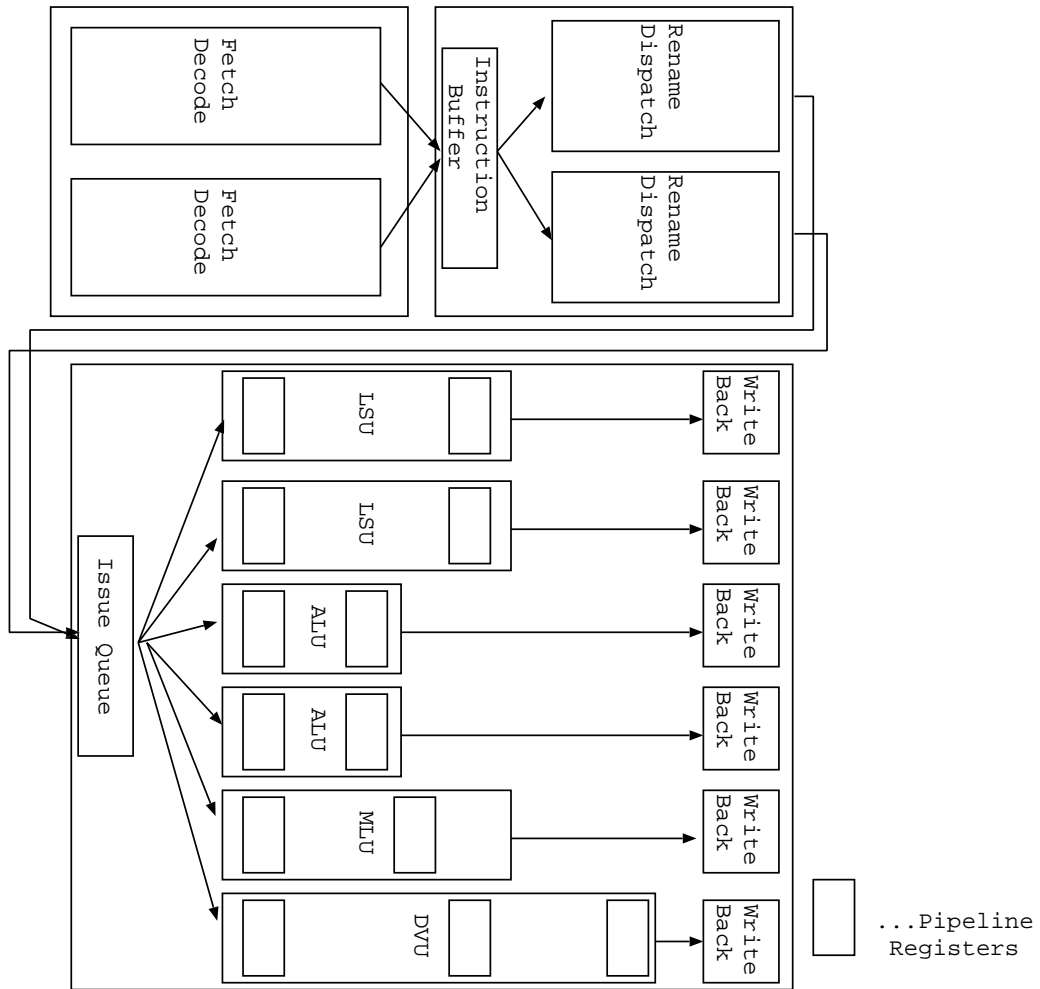 Fetch
Decode
Fetch
Decode
Instruction
Buffer
Rename
Dispatch
Rename
Dispatch
LSU
Write
Back
LSU
Write
Back
Issue Queue
ALU
Write
Back
ALU
Write
Back
MLU
Write
Back
DVU
Write
Back
...Pipeline
Registers